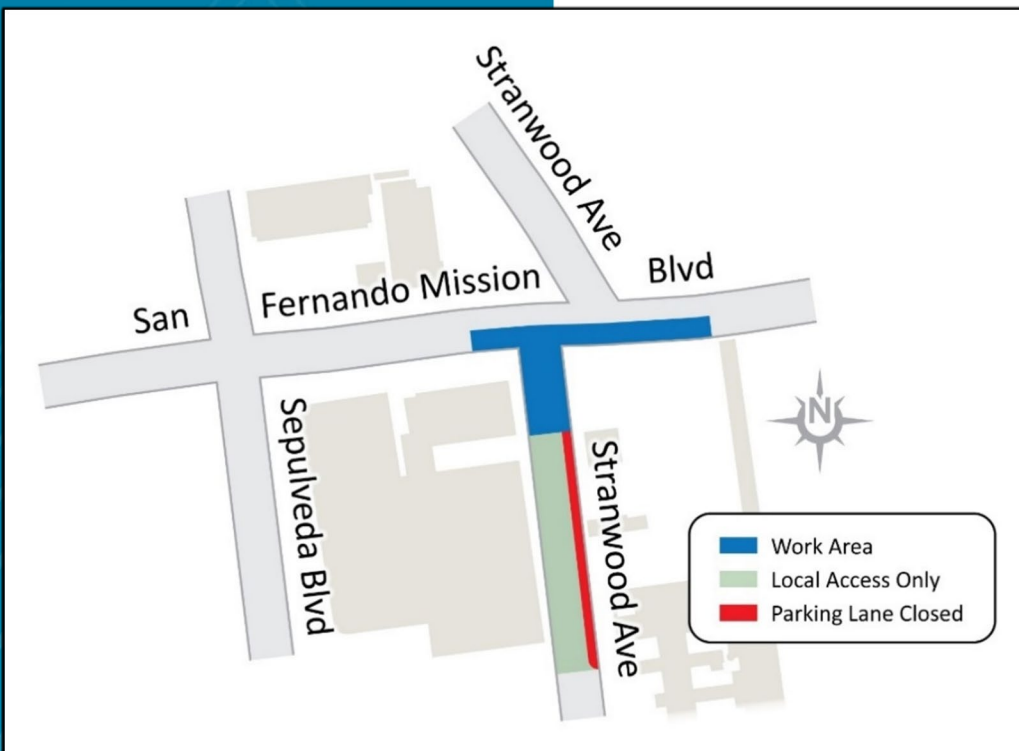 Stranwood Ave
San
Fernando Mission
Blvd
Sepulveda Blvd
Stranwood Ave
N
Work Area
Local Access Only
Parking Lane Closed